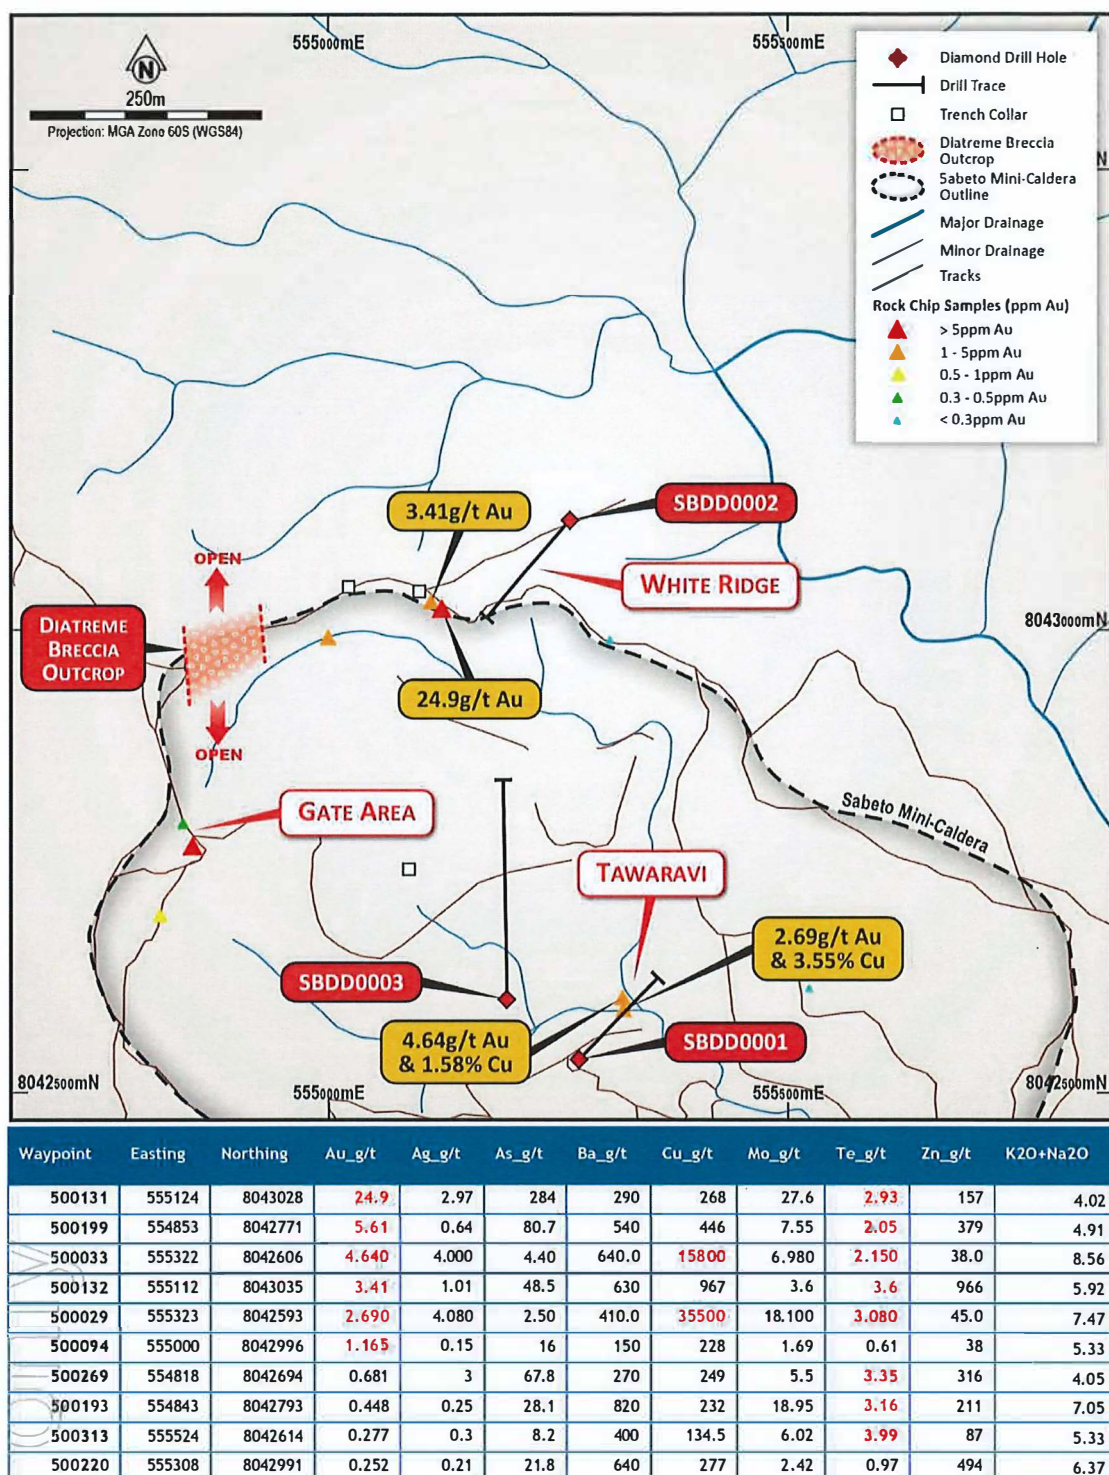 555000mE
555500mE
N
250m
Projection: MGA Zone 60S (WGS84)
Diamond Drill Hole
Drill Trace
Trench Collar
Diatreme Breccia
Outcrop
Sabeto Mini-Caldera
Outline
Major Drainage
Minor Drainage
Tracks
Rock Chip Samples (ppm Au)
> 5ppm Au
1 - 5ppm Au
0.5 - 1ppm Au
0.3 - 0.5ppm Au
< 0.3ppm Au
N
3.41g/t Au
SBDD0002
OPEN
WHITE RIDGE
DIATREME
BRECCIA
OUTCROP
8043000mN
24.9g/t Au
OPEN
GATE AREA
Sabeto Mini-Caldera
TAWARAVI
2.69g/t Au
& 3.55% Cu
SBDD0003
4.64g/t Au
& 1.58% Cu
SBDD0001
8042500mN
555000mE
555500mE
8042500mN
Waypoint Easting Northing Au_g/t Ag_g/t As_g/t Ba_g/t Cu_g/t Mo_g/t Te_g/t Zn_g/t K2O+Na2O
500131 555124 8043028 24.9 2.97 284 290 268 27.6 2.93 157 4.02
500199 554853 8042771 5.61 0.64 80.7 540 446 7.55 2.05 379 4.91
500033 555322 8042606 4.640 4.000 4.40 640.0 15800 6.980 2.150 38.0 8.56
500132 555112 8043035 3.41 1.01 48.5 630 967 3.6 3.6 966 5.92
500029 555323 8042593 2.690 4.080 2.50 410.0 35500 18.100 3.080 45.0 7.47
500094 555000 8042996 1.165 0.15 16 150 228 1.69 0.61 38 5.33
500269 554818 8042694 0.681 3 67.8 270 249 5.5 3.35 316 4.05
500193 554843 8042793 0.448 0.25 28.1 820 232 18.95 3.16 211 7.05
500313 555524 8042614 0.277 0.3 8.2 400 134.5 6.02 3.99 87 5.33
500220 555308 8042991 0.252 0.21 21.8 640 277 2.42 0.97 494 6.37